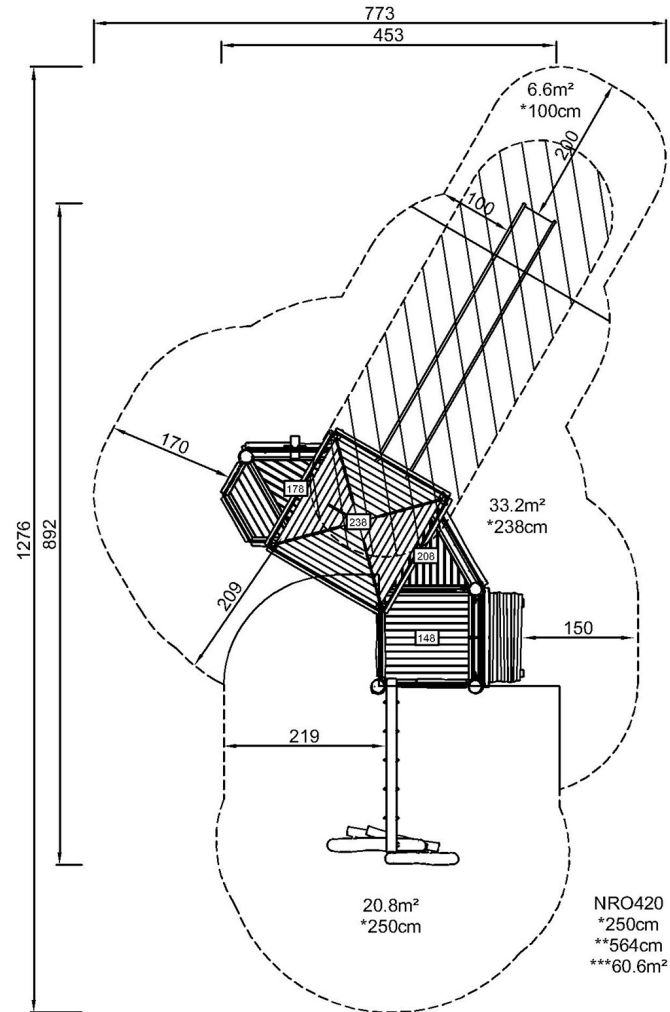 773
453
6.6m²
*100cm
200
100
170
178
238
33.2m²
*238cm
208
1276
892
209
148
150
219
20.8m²
*250cm
NRO420
*250cm
**564cm
***60.6m²